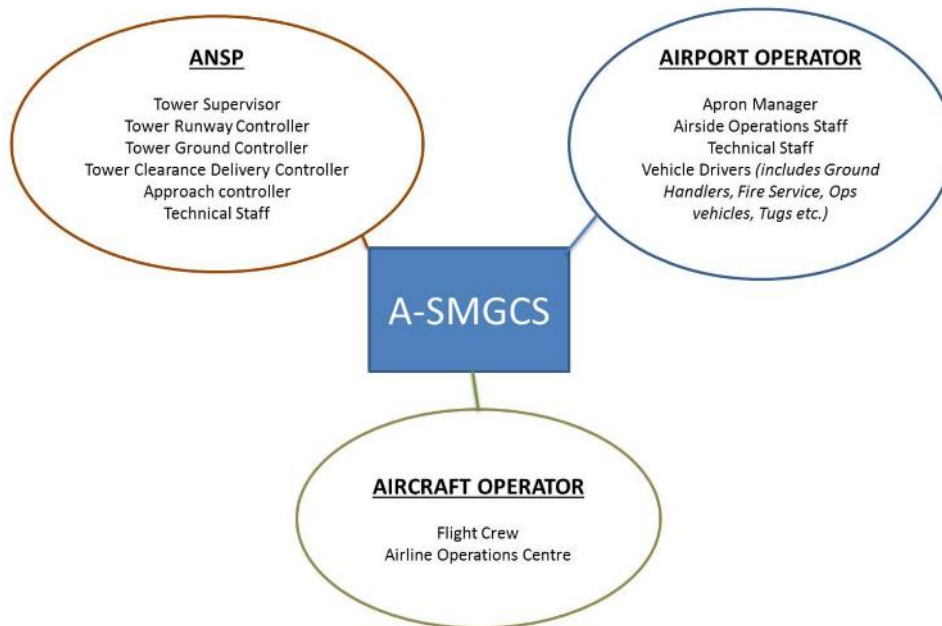 ANSP
Tower Supervisor
Tower Runway Controller
Tower Ground Controller
Tower Clearance Delivery Controller
Approach controller
Technical Staff
AIRPORT OPERATOR
Apron Manager
Airside Operations Staff
Technical Staff
Vehicle Drivers (includes Ground
Handlers, Fire Service, Ops
vehicles, Tugs etc.)
A-SMGCS
AIRCRAFT OPERATOR
Flight Crew
Airline Operations Centre